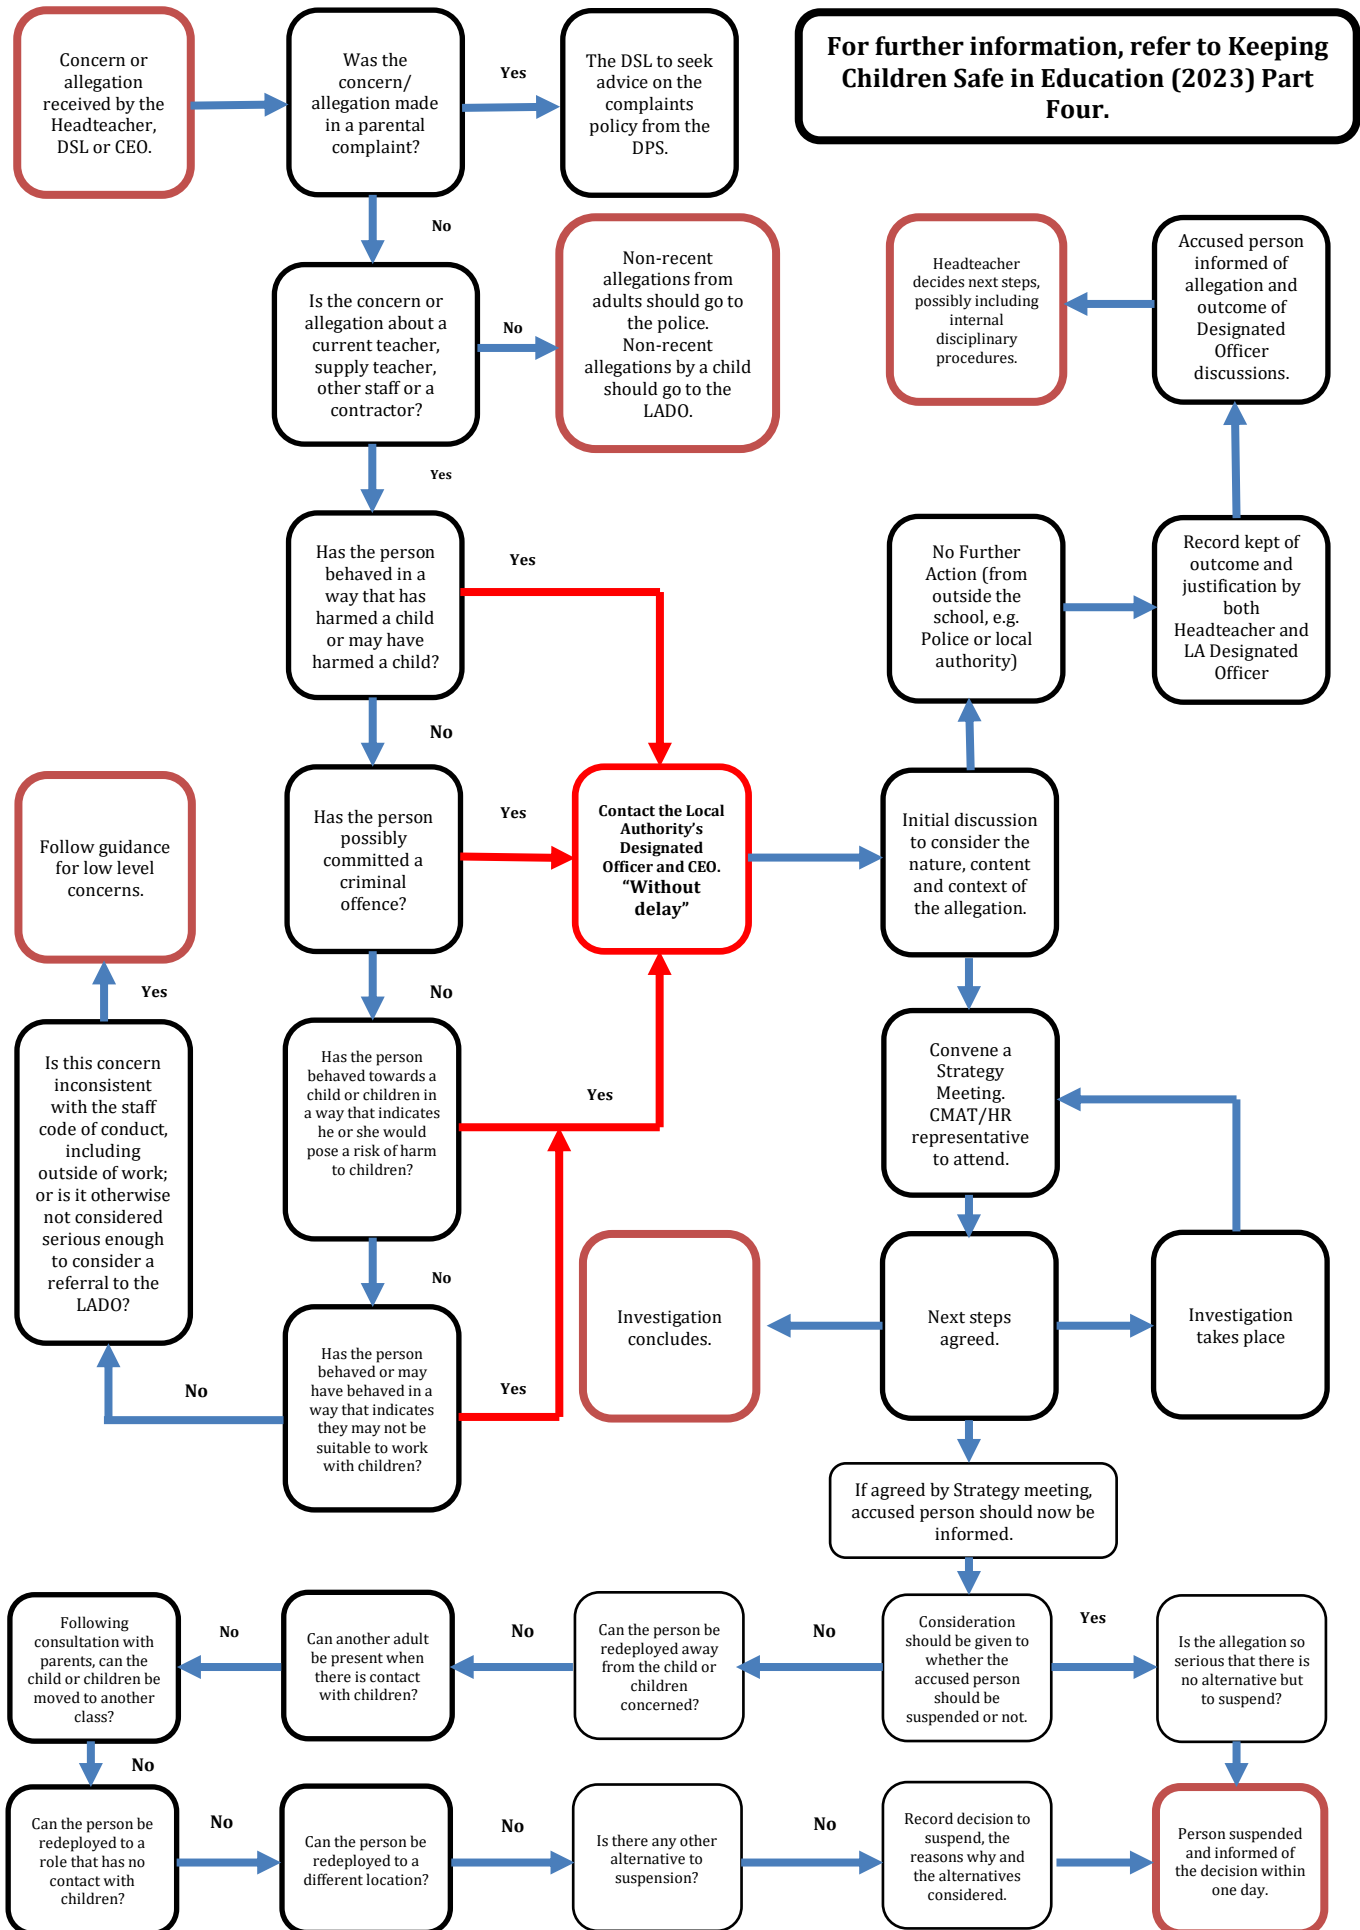 Concern or
allegation
received by the
Headteacher,
DSL or CEO.
Was the
concern/
allegation made
in a parental
complaint?
Yes
The DSL to seek
advice on the
complaints
policy from the
DPS.
For further information, refer to Keeping
Children Safe in Education (2023) Part
Four.
No
Is the concern or
allegation about a
current teacher,
supply teacher,
other staff or a
contractor?
No
Non-recent
allegations from
adults should go to
the police.
Non-recent
allegations by a child
should go to the
LADO.
Headteacher
decides next steps,
possibly including
internal
disciplinary
procedures.
Accused person
informed of
allegation and
outcome of
Designated
Officer
discussions.
Yes
Has the person
behaved in a
way that has
harmed a child
or may have
harmed a child?
Yes
No Further
Action (from
outside the
school, e.g.
Police or local
authority)
Record kept of
outcome and
justification by
both
Headteacher and
LA Designated
Officer
No
Follow guidance
for low level
concerns.
Has the person
possibly
committed a
criminal
offence?
Yes
Contact the Local
Authority's
Designated
Officer and CEO.
“Without
delay”
Initial discussion
to consider the
nature, content
and context of
the allegation.
Yes
No
Is this concern
inconsistent
with the staff
code of conduct,
including
outside of work;
or is it otherwise
not considered
serious enough
to consider a
referral to the
LADO?
Has the person
behaved towards a
child or children in
a way that indicates
he or she would
pose a risk of harm
to children?
Yes
Convene a
Strategy
Meeting.
CMAT/HR
representative
to attend.
No
Has the person
behaved or may
have behaved in a
way that indicates
they may not be
suitable to work
with children?
No
Yes
Investigation
concludes.
Next steps
agreed.
Investigation
takes place
If agreed by Strategy meeting,
accused person should now be
informed.
Following
consultation with
parents, can the
child or children be
moved to another
class?
No
Can another adult
be present when
there is contact
with children?
No
Can the person be
redeployed away
from the child or
children
concerned?
No
Consideration
should be given to
whether the
accused person
should be
suspended or not.
Yes
Is the allegation so
serious that there is
no alternative but
to suspend?
No
Can the person be
redeployed to a
role that has no
contact with
children?
No
Can the person be
redeployed to a
different location?
No
Is there any other
alternative to
suspension?
No
Record decision to
suspend, the
reasons why and
the alternatives
considered.
Person suspended
and informed of
the decision within
one day.